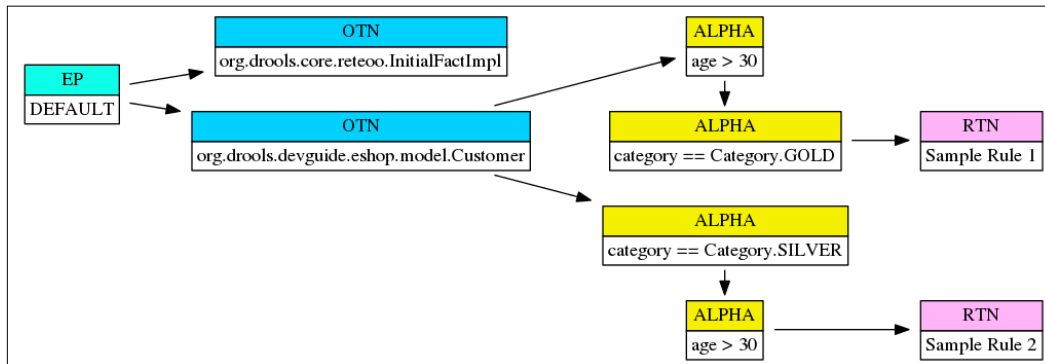 OTN
org.drools.core.reteoo.InitialFactImpl
ALPHA
age > 30
EP
DEFAULT
OTN
org.drools.devguide.eshop.model.Customer
ALPHA
category == Category.GOLD
RTN
Sample Rule 1
ALPHA
category == Category.SILVER
ALPHA
age > 30
RTN
Sample Rule 2